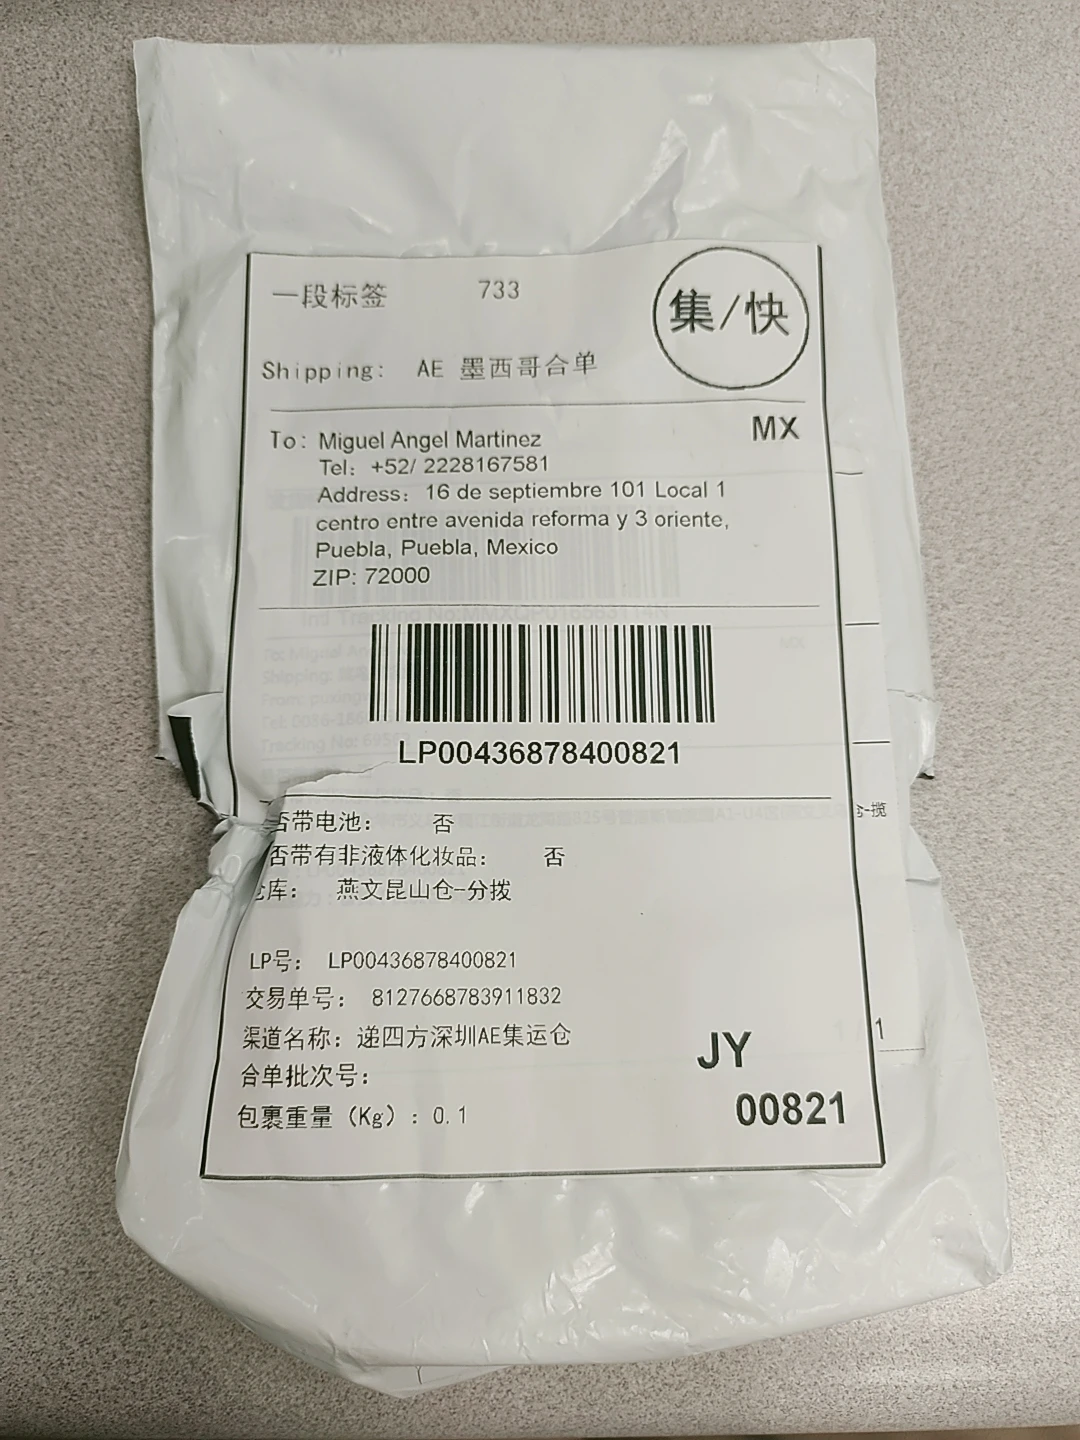 一段标签 733
集/快
Shipping: AE 墨西哥合单
MX
To: Miguel Angel Martinez
Tel: +52/ 2228167581
Address: 16 de septiembre 101 Local 1
centro entre avenida reforma y 3 oriente,
Puebla, Puebla, Mexico
ZIP: 72000
LP00436878400821
否带电池: 否
否带有非液体化妆品: 否
库: 燕文昆山仓-分拨
LP号: LP00436878400821
交易单号: 8127668783911832
渠道名称: 递四方深圳AE集运仓
合单批次号:
包裹重量 (Kg) : 0.1
JY
00821
-揽
1